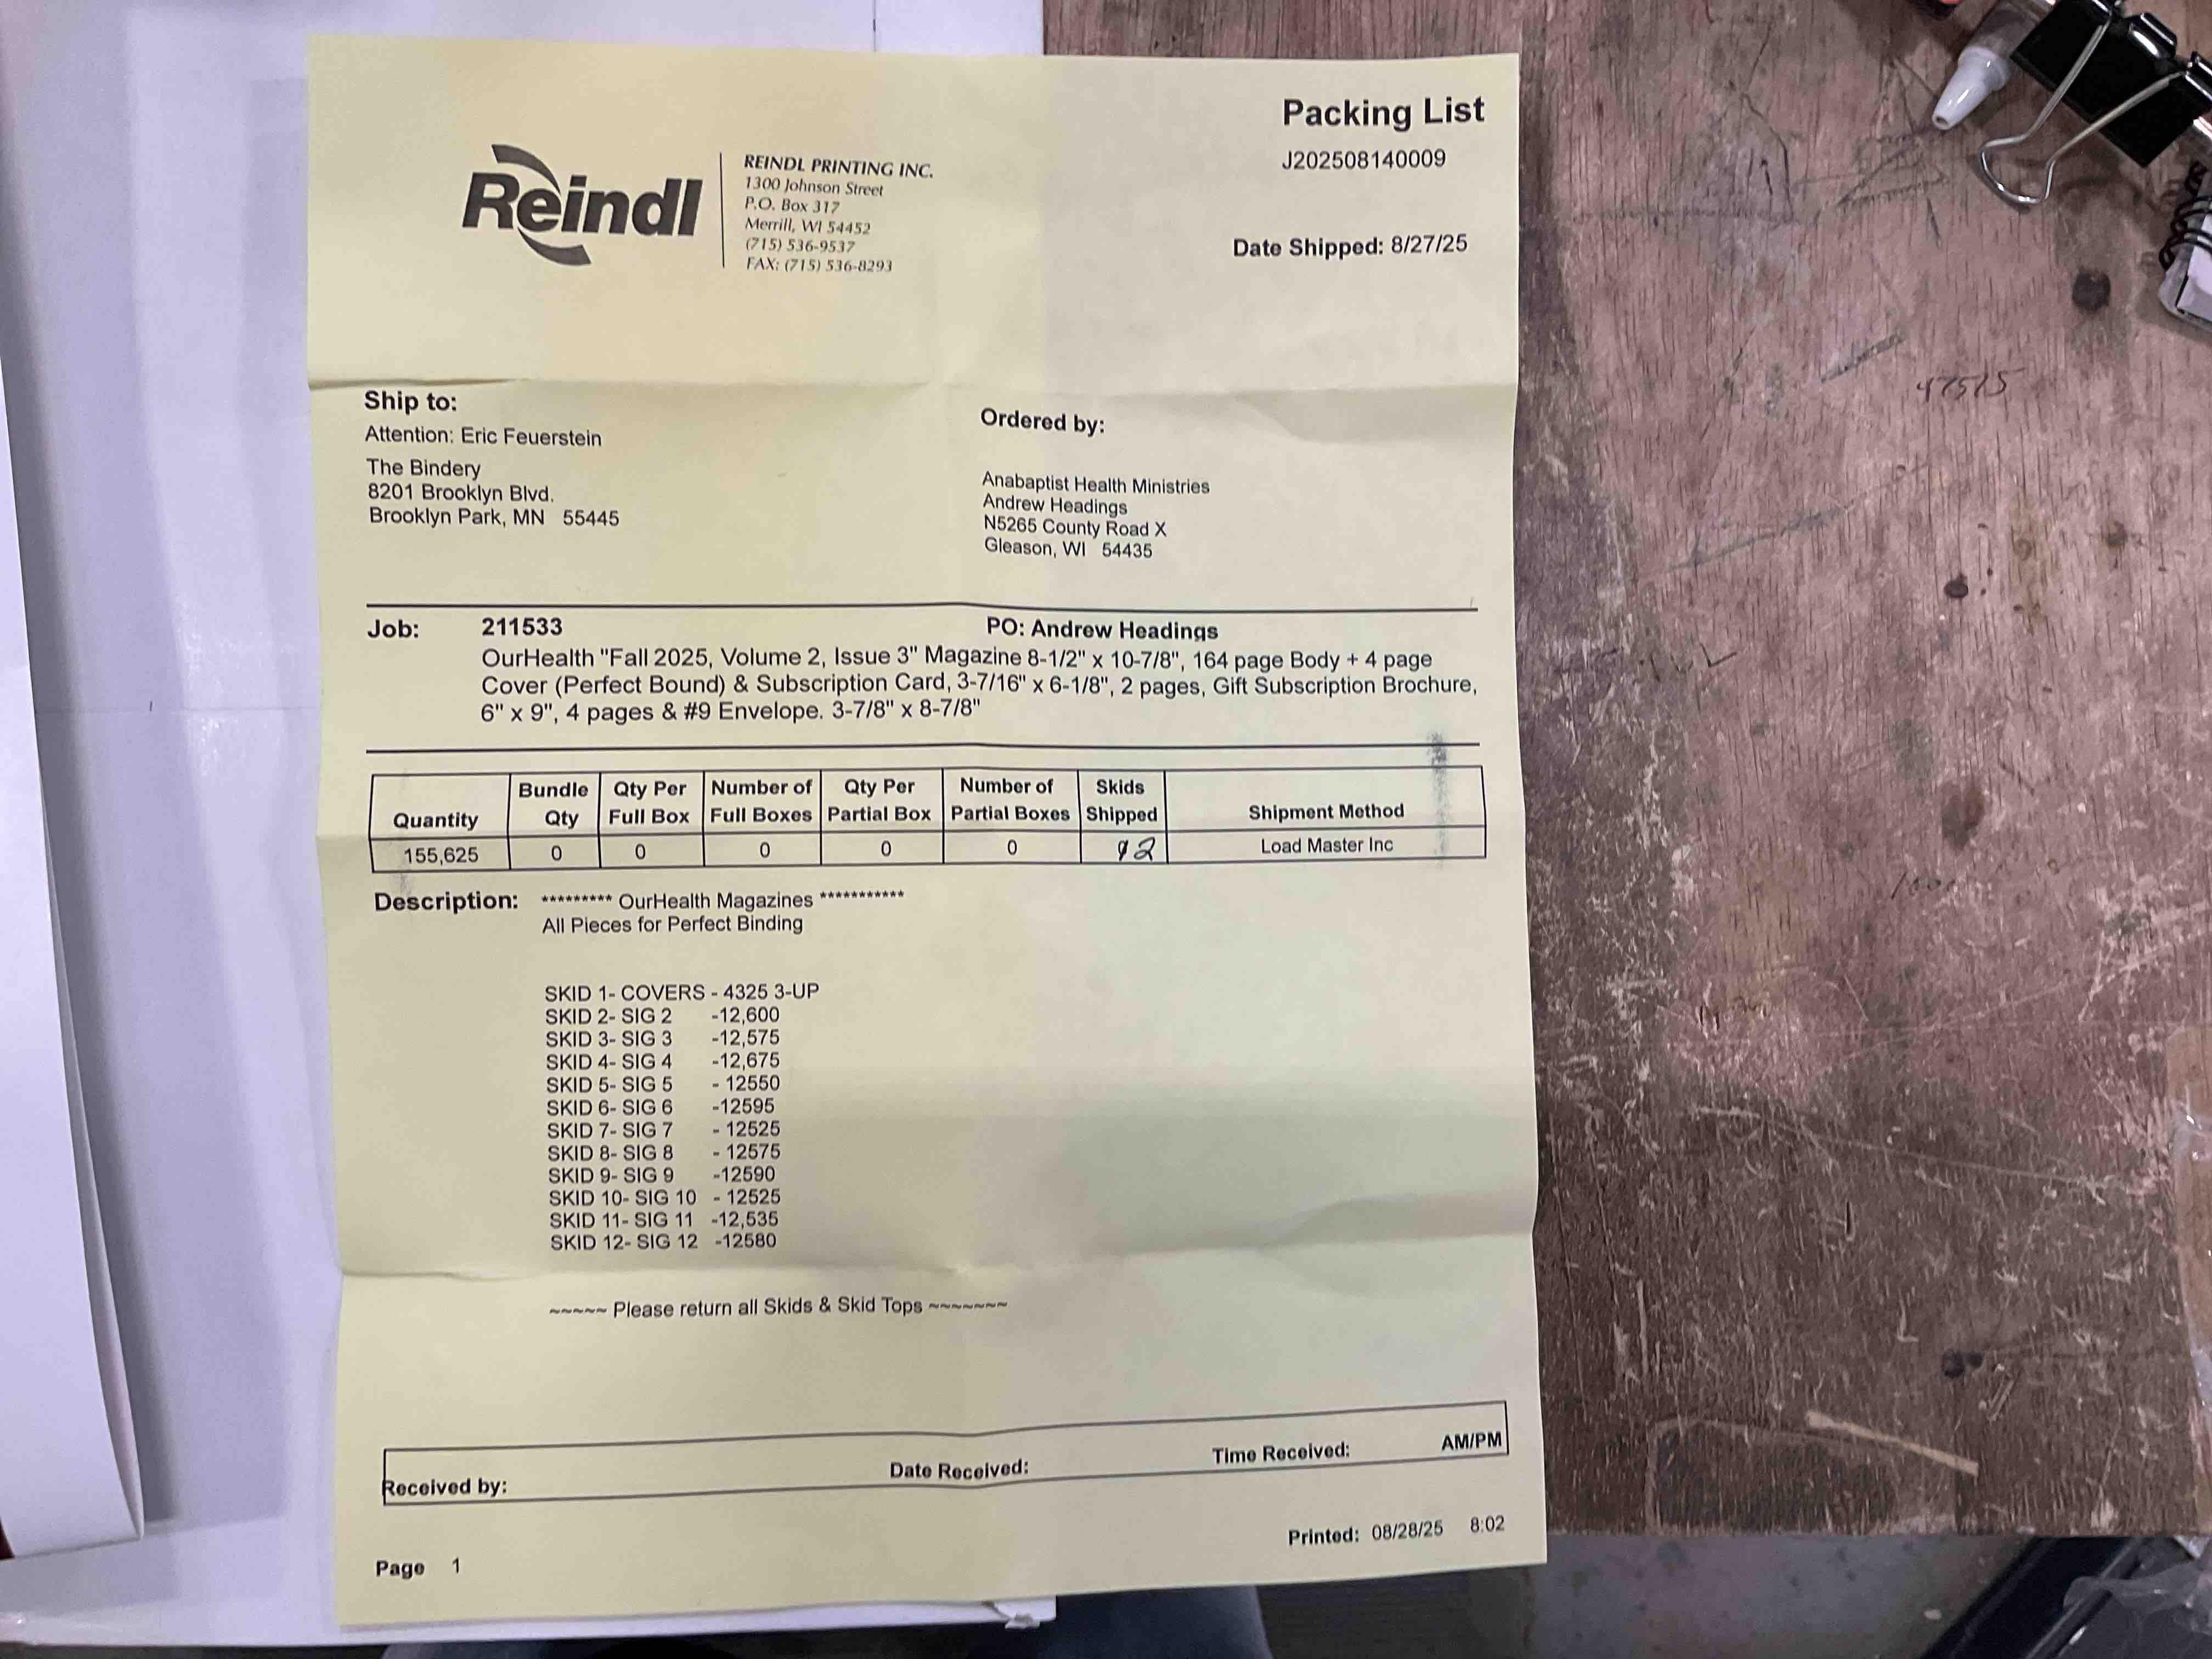 Packing List
J202508140009
Date Shipped: 8/27/25
Reindl
REINDL PRINTING INC.
1300 Johnson Street
P.O. Box 317
Merrill, WI 54452
(715) 536-9537
FAX: (715) 536-8293
Ship to:
Attention: Eric Feuerstein
The Bindery
8201 Brooklyn Blvd.
Brooklyn Park, MN 55445
Ordered by:
Anabaptist Health Ministries
Andrew Headings
N5265 County Road X
Gleason, WI 54435
Job: 211533 PO: Andrew Headings
OurHealth "Fall 2025, Volume 2, Issue 3" Magazine 8-1/2" x 10-7/8", 164 page Body + 4 page
Cover (Perfect Bound) & Subscription Card, 3-7/16" x 6-1/8", 2 pages, Gift Subscription Brochure,
6" x 9", 4 pages & #9 Envelope. 3-7/8" x 8-7/8"
Quantity Bundle Qty Qty Per Full Box Number of Full Boxes Qty Per Partial Box Number of Partial Boxes Skids Shipped Shipment Method
155,625 0 0 0 0 0 12 Load Master Inc
Description: ********* OurHealth Magazines ***********
All Pieces for Perfect Binding
SKID 1- COVERS - 4325 3-UP
SKID 2- SIG 2 -12,600
SKID 3- SIG 3 -12,575
SKID 4- SIG 4 -12,675
SKID 5- SIG 5 - 12550
SKID 6- SIG 6 -12595
SKID 7- SIG 7 - 12525
SKID 8- SIG 8 - 12575
SKID 9- SIG 9 -12590
SKID 10- SIG 10 - 12525
SKID 11- SIG 11 -12,535
SKID 12- SIG 12 -12580
~~~~~ Please return all Skids & Skid Tops ~~~~~~~
Received by: Date Received: Time Received: AM/PM
Printed: 08/28/25 8:02
Page 1